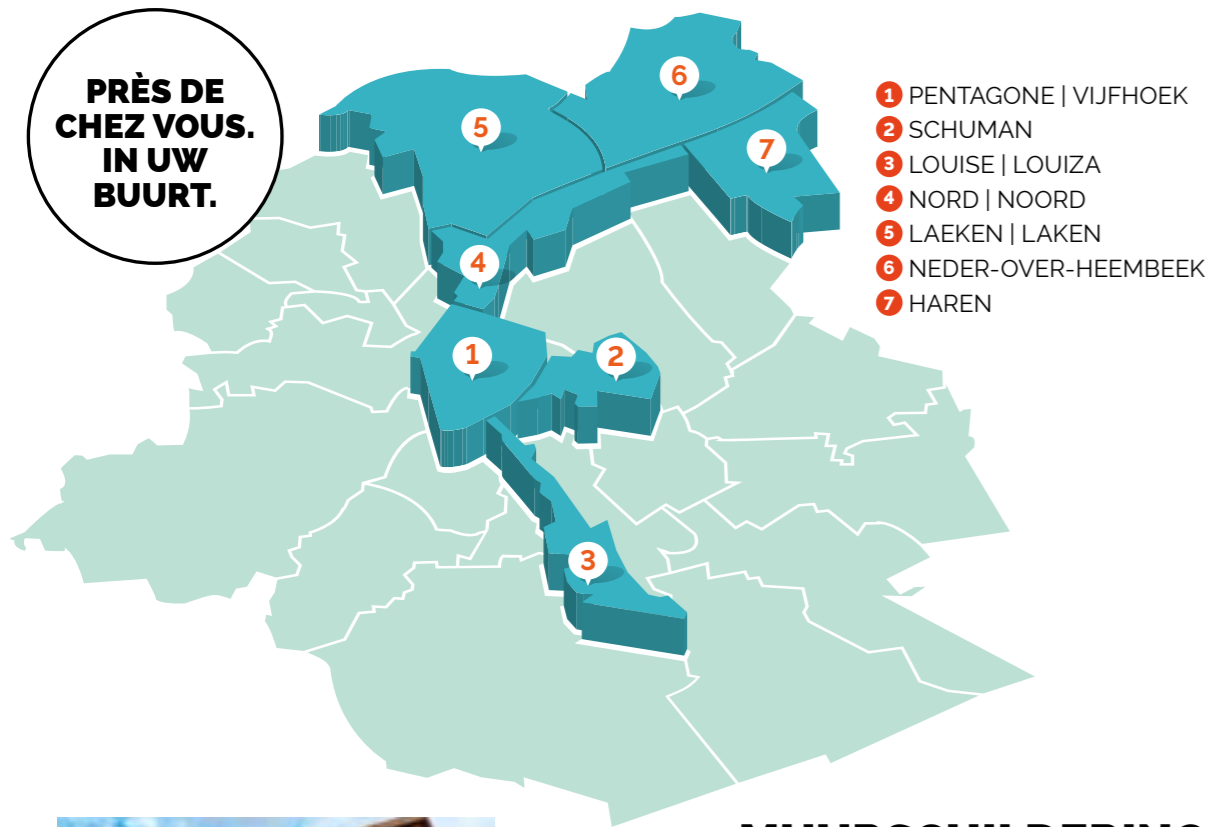 PRÈS DE
CHEZ VOUS.
IN UW
BUURT.
6
5
7
4
1
2
3
1 PENTAGONE | VIJFHOEK
2 SCHUMAN
3 LOUISE | LOUIZA
4 NORD | NOORD
5 LAEKEN | LAKEN
6 NEDER-OVER-HEEMBEEK
7 HAREN
MUURSCHILDERING